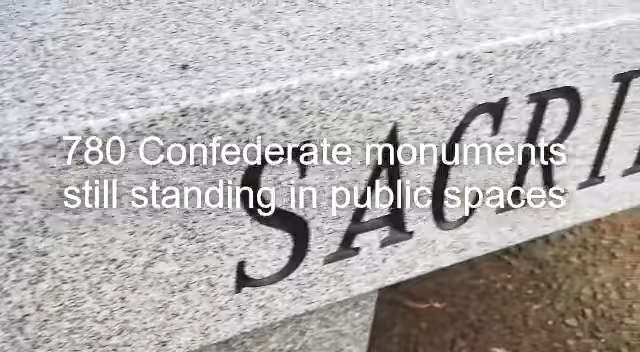 780 Confederate monuments
still standing in public spaces
SACRI